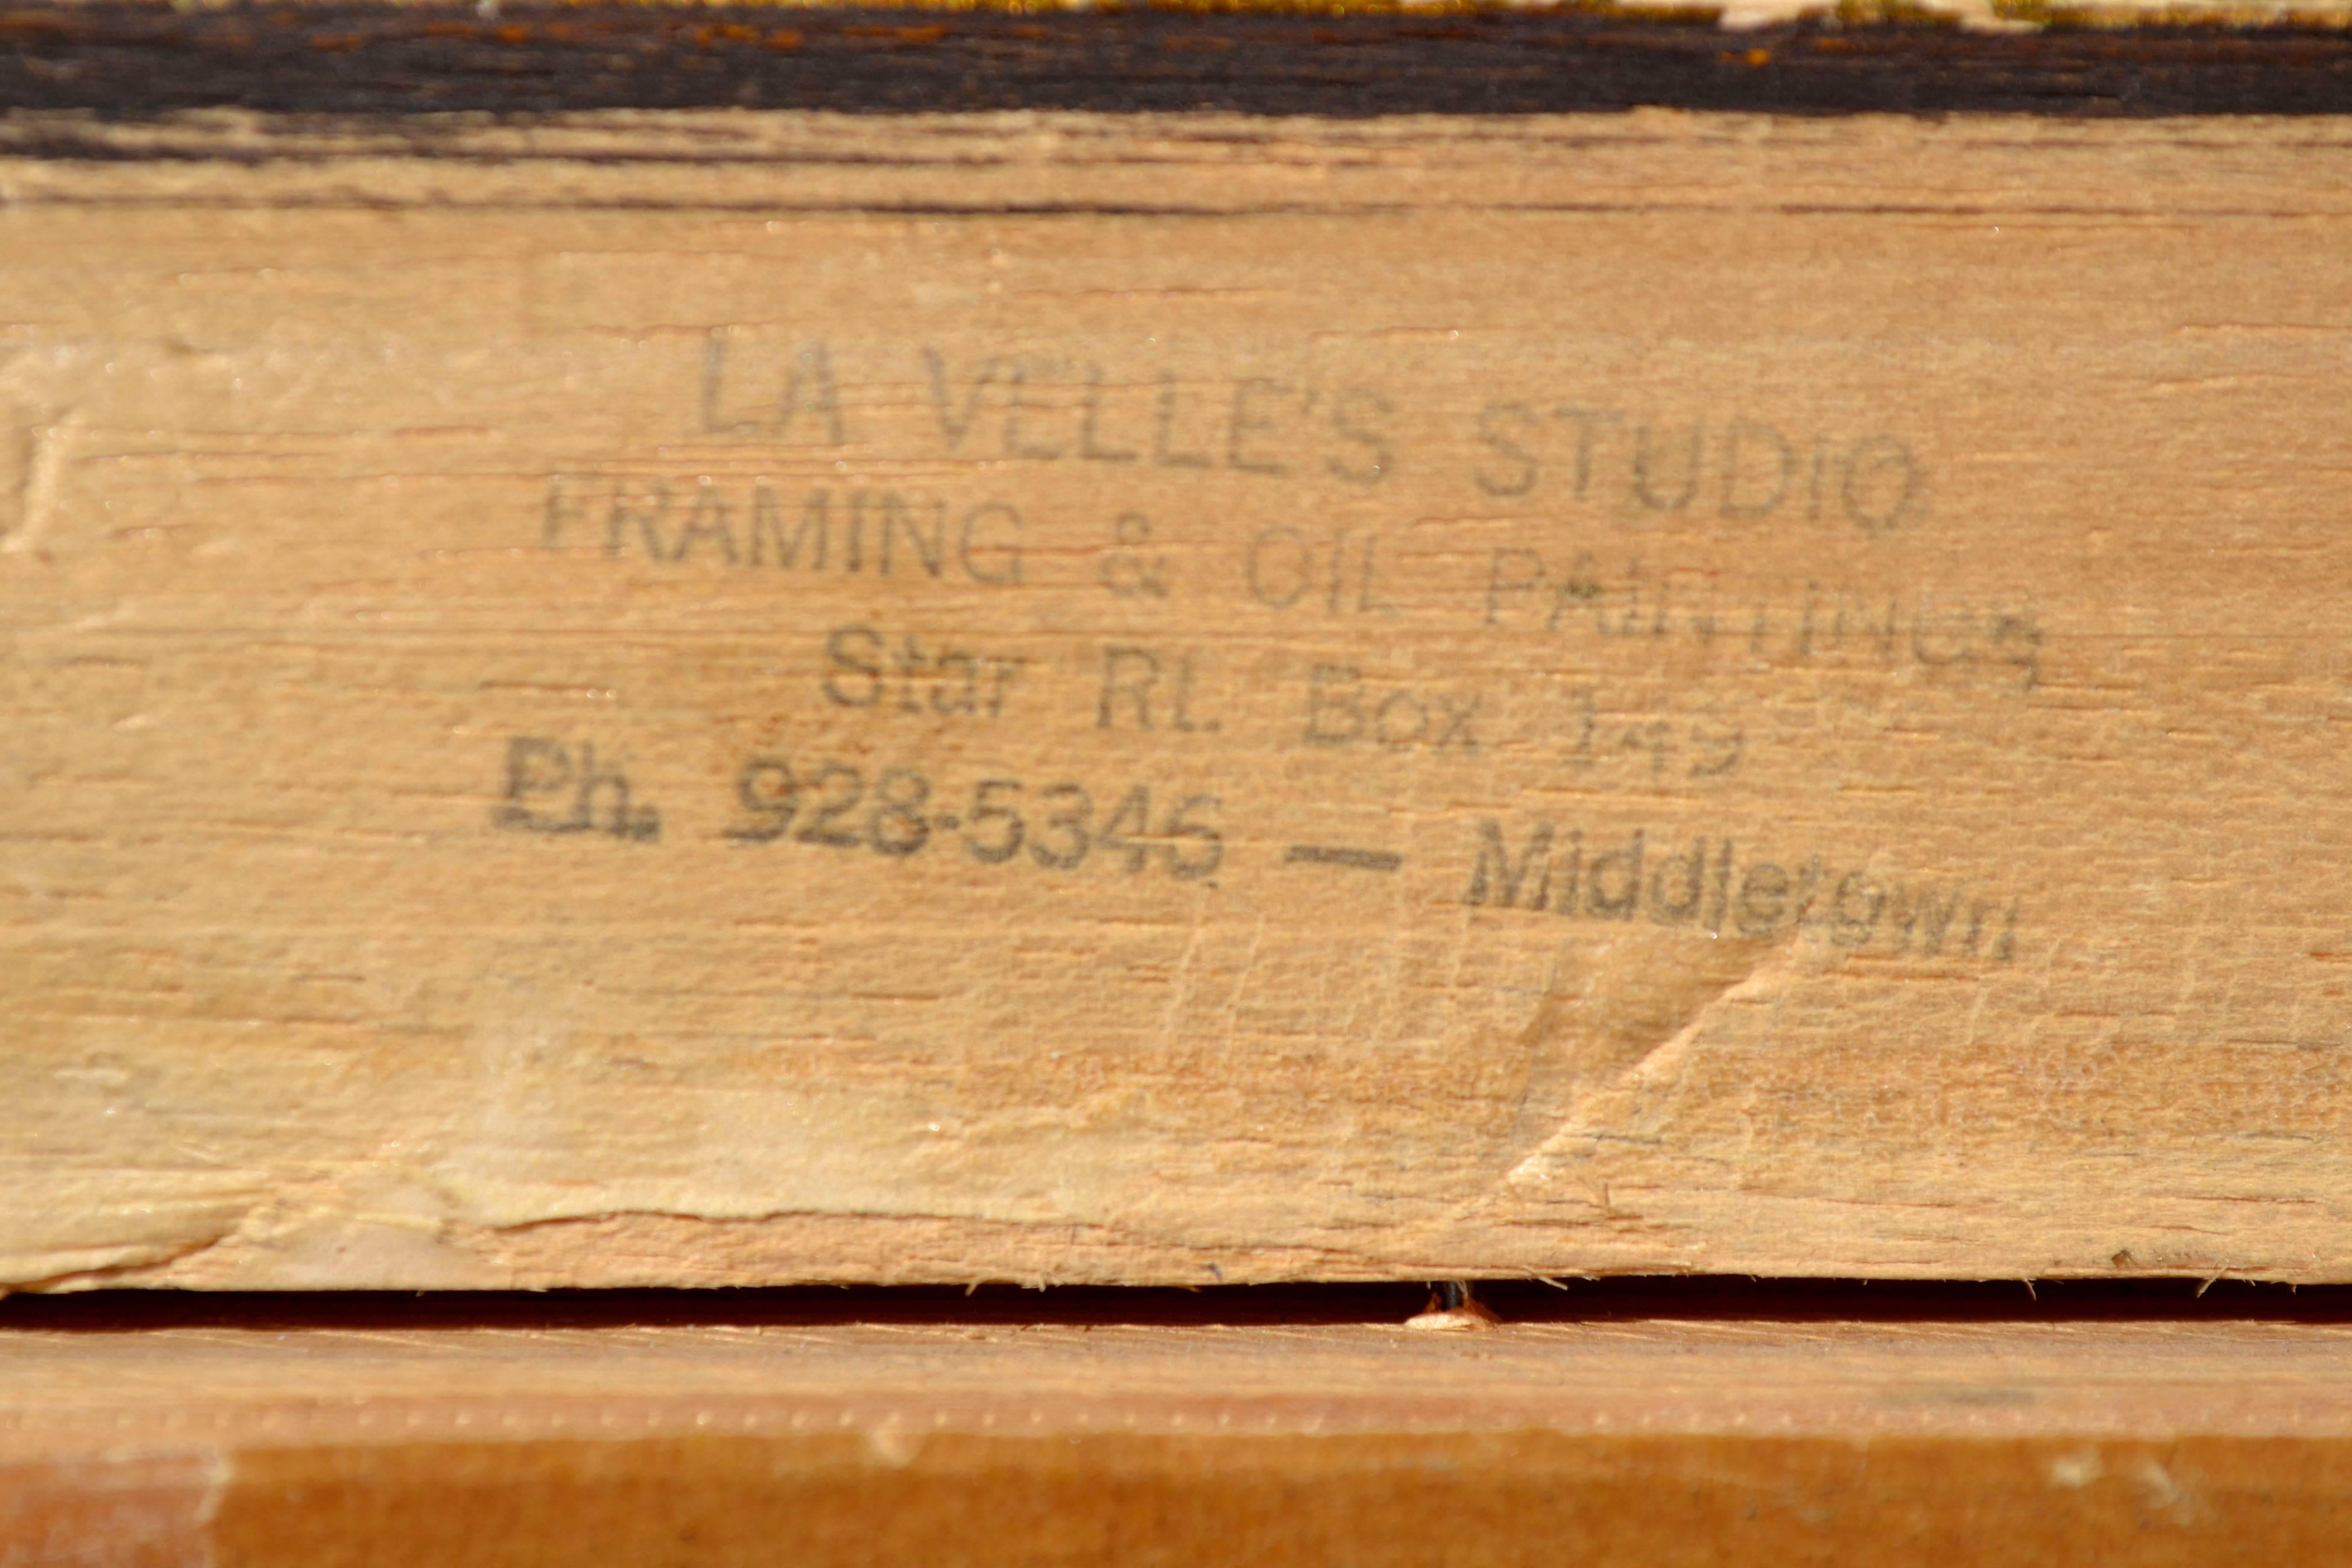 LA VELLE'S STUDIO
FRAMING & OIL PAINTINGS
Star Rt. Box 149
Ph. 928-5345 — Middletown